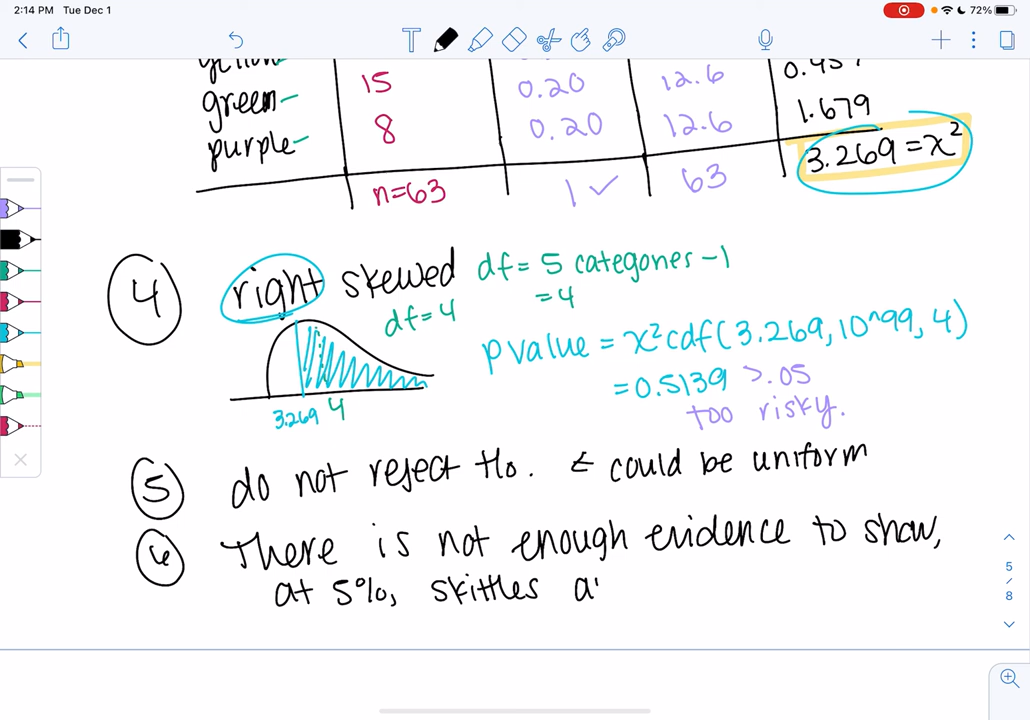 2:14 PM Tue Dec 1
72%
15 0.20 12.6
green 1.679
8 0.20 12.6
purple 3.269 = x²
n=63 1 ✓ 63
4 right skewed df = 5 categories -1
= 4
df = 4
p value = x²cdf(3.269, 10^99, 4)
= 0.5139 > .05
too risky.
3.269 4
5 do not reject Ho. ← could be uniform
6 There is not enough evidence to show,
at 5%, skittles a
5
/
8